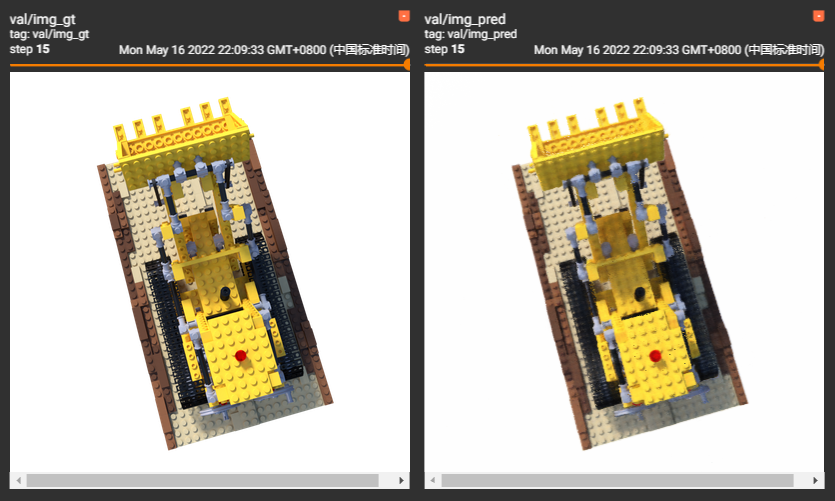 val/img_gt
tag: val/img_gt
step 15
Mon May 16 2022 22:09:33 GMT+0800 (中国标准时间)
val/img_pred
tag: val/img_pred
step 15
Mon May 16 2022 22:09:33 GMT+0800 (中国标准时间)